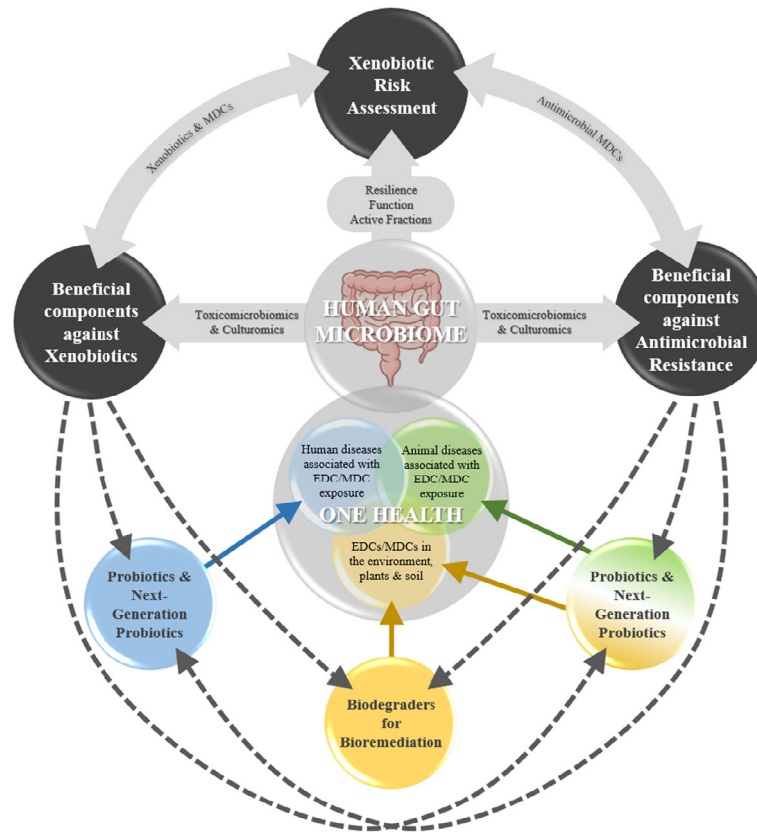 Xenobiotic
Risk
Assessment
Xenobiotics & MDCs
Antimicrobial MDCs
Resilience
Function
Active Fractions
Beneficial
components
against
Xenobiotics
Toxicomicrobiomics
& Culturomics
HUMAN GUT
MICROBIOME
Toxicomicrobiomics
& Culturomics
Beneficial
components
against
Antimicrobial
Resistance
Human diseases
associated with
EDC/MDC
exposure
Animal diseases
associated with
EDC/MDC
exposure
ONE HEALTH
EDCs/MDCs in
the environment,
plants & soil
Probiotics &
Next-
Generation
Probiotics
Probiotics &
Next-
Generation
Probiotics
Biodegraders
for
Bioremediation